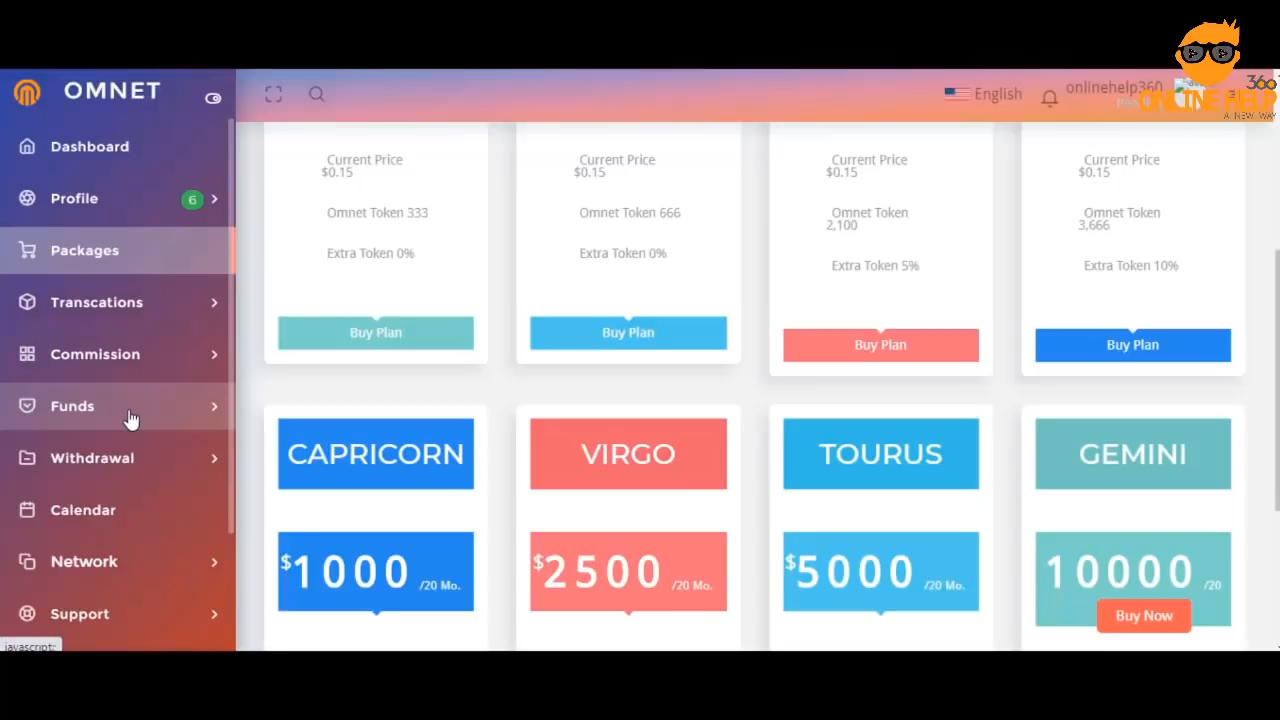 OMNET
English
onlinehelp360
360
ONLINE HELP
A NEW WAY
Dashboard
Profile
6
Packages
Transcations
Commission
Funds
Withdrawal
Calendar
Network
Support
javascript:
Current Price
$0.15
Omnet Token 333
Extra Token 0%
Buy Plan
Current Price
$0.15
Omnet Token 666
Extra Token 0%
Buy Plan
Current Price
$0.15
Omnet Token
2,100
Extra Token 5%
Buy Plan
Current Price
$0.15
Omnet Token
3,666
Extra Token 10%
Buy Plan
CAPRICORN
$1000 /20 Mo.
VIRGO
$2500 /20 Mo.
TOURUS
$5000 /20 Mo.
GEMINI
10000 /20
Buy Now